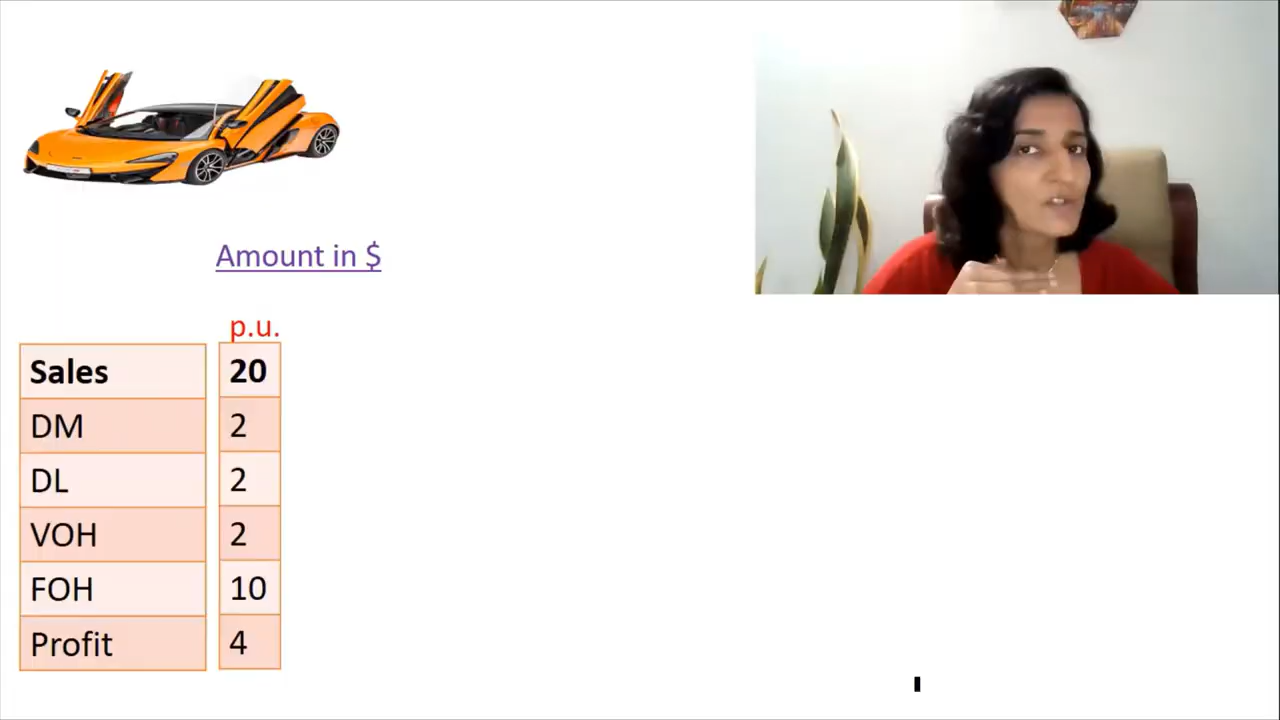 Amount in $
p.u.
Sales 20
DM 2
DL 2
VOH 2
FOH 10
Profit 4